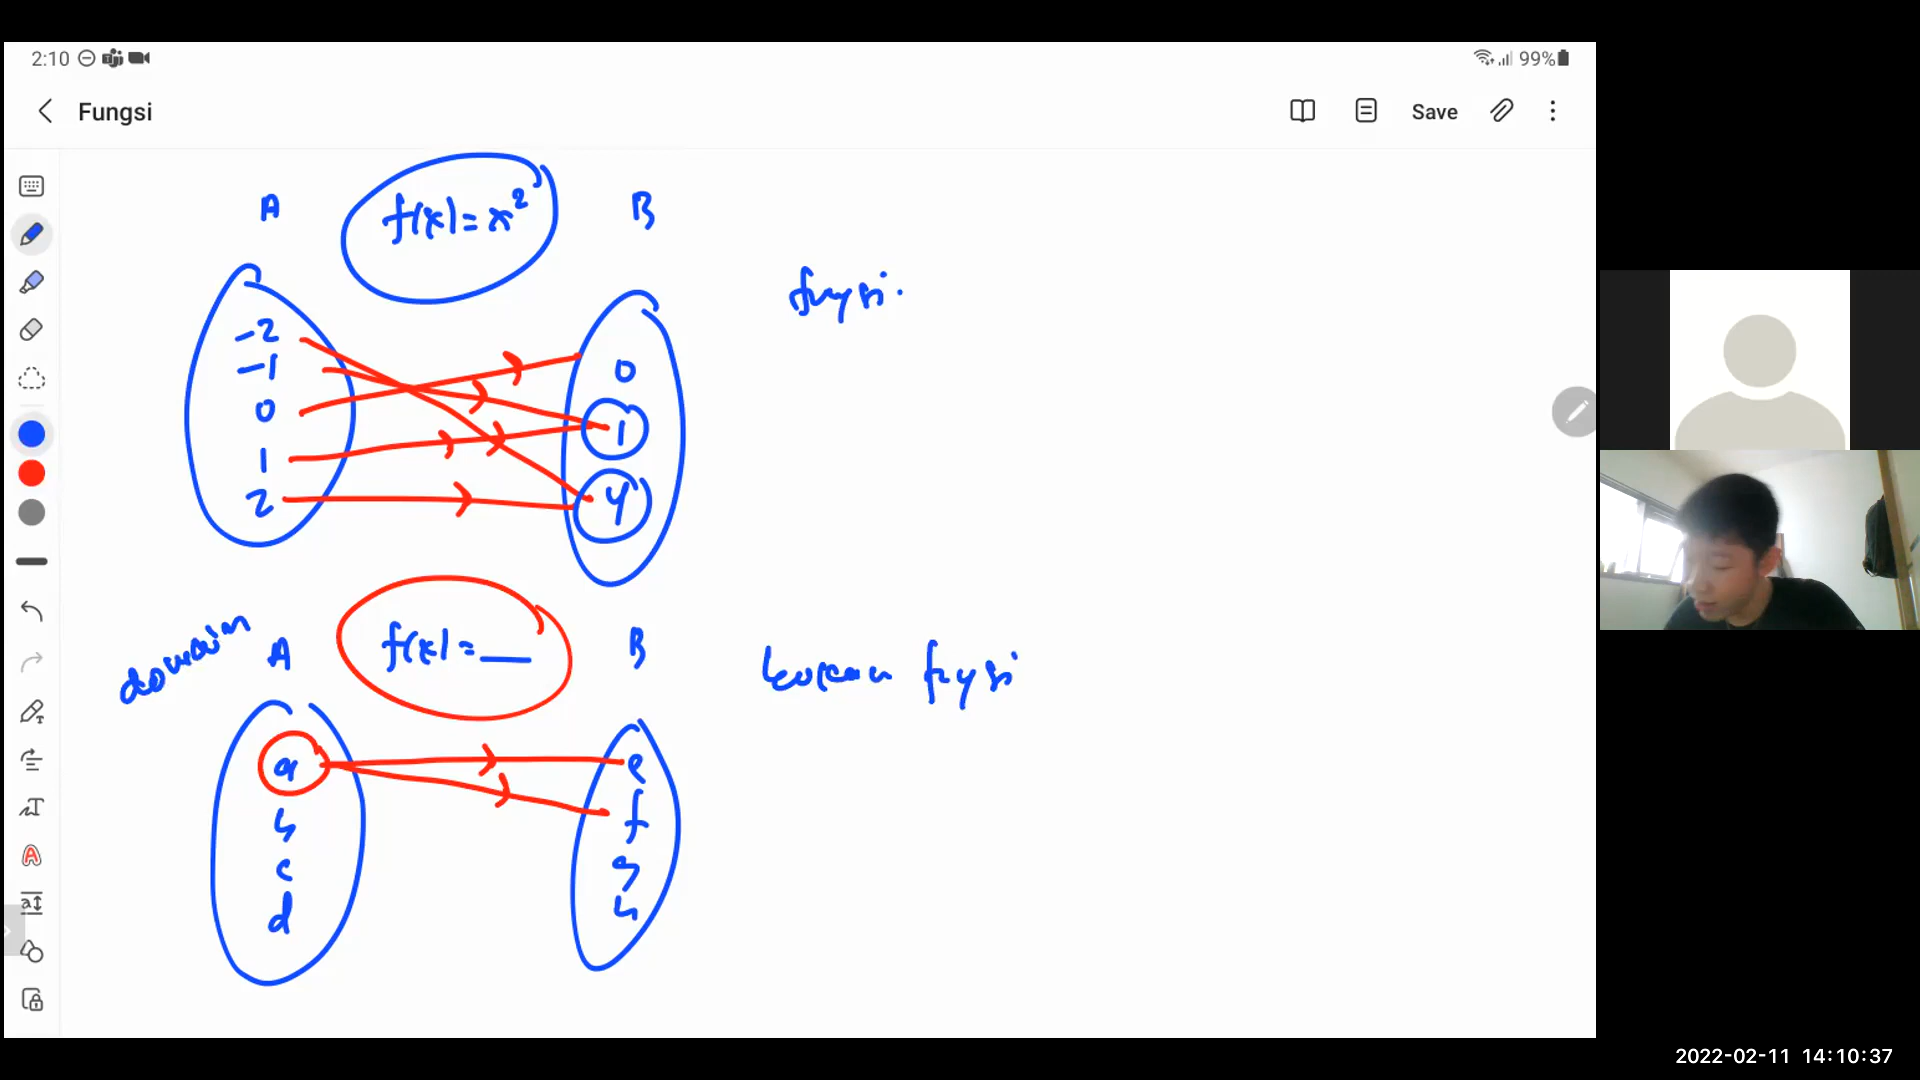 2:10
99%
Fungsi
Save
A
f(x)=x²
B
fungsi.
-2
-1
0
1
2
0
1
4
domain
A
f(x)=__
B
bukan fungsi
a
b
c
d
e
f
g
h
2022-02-11 14:10:37